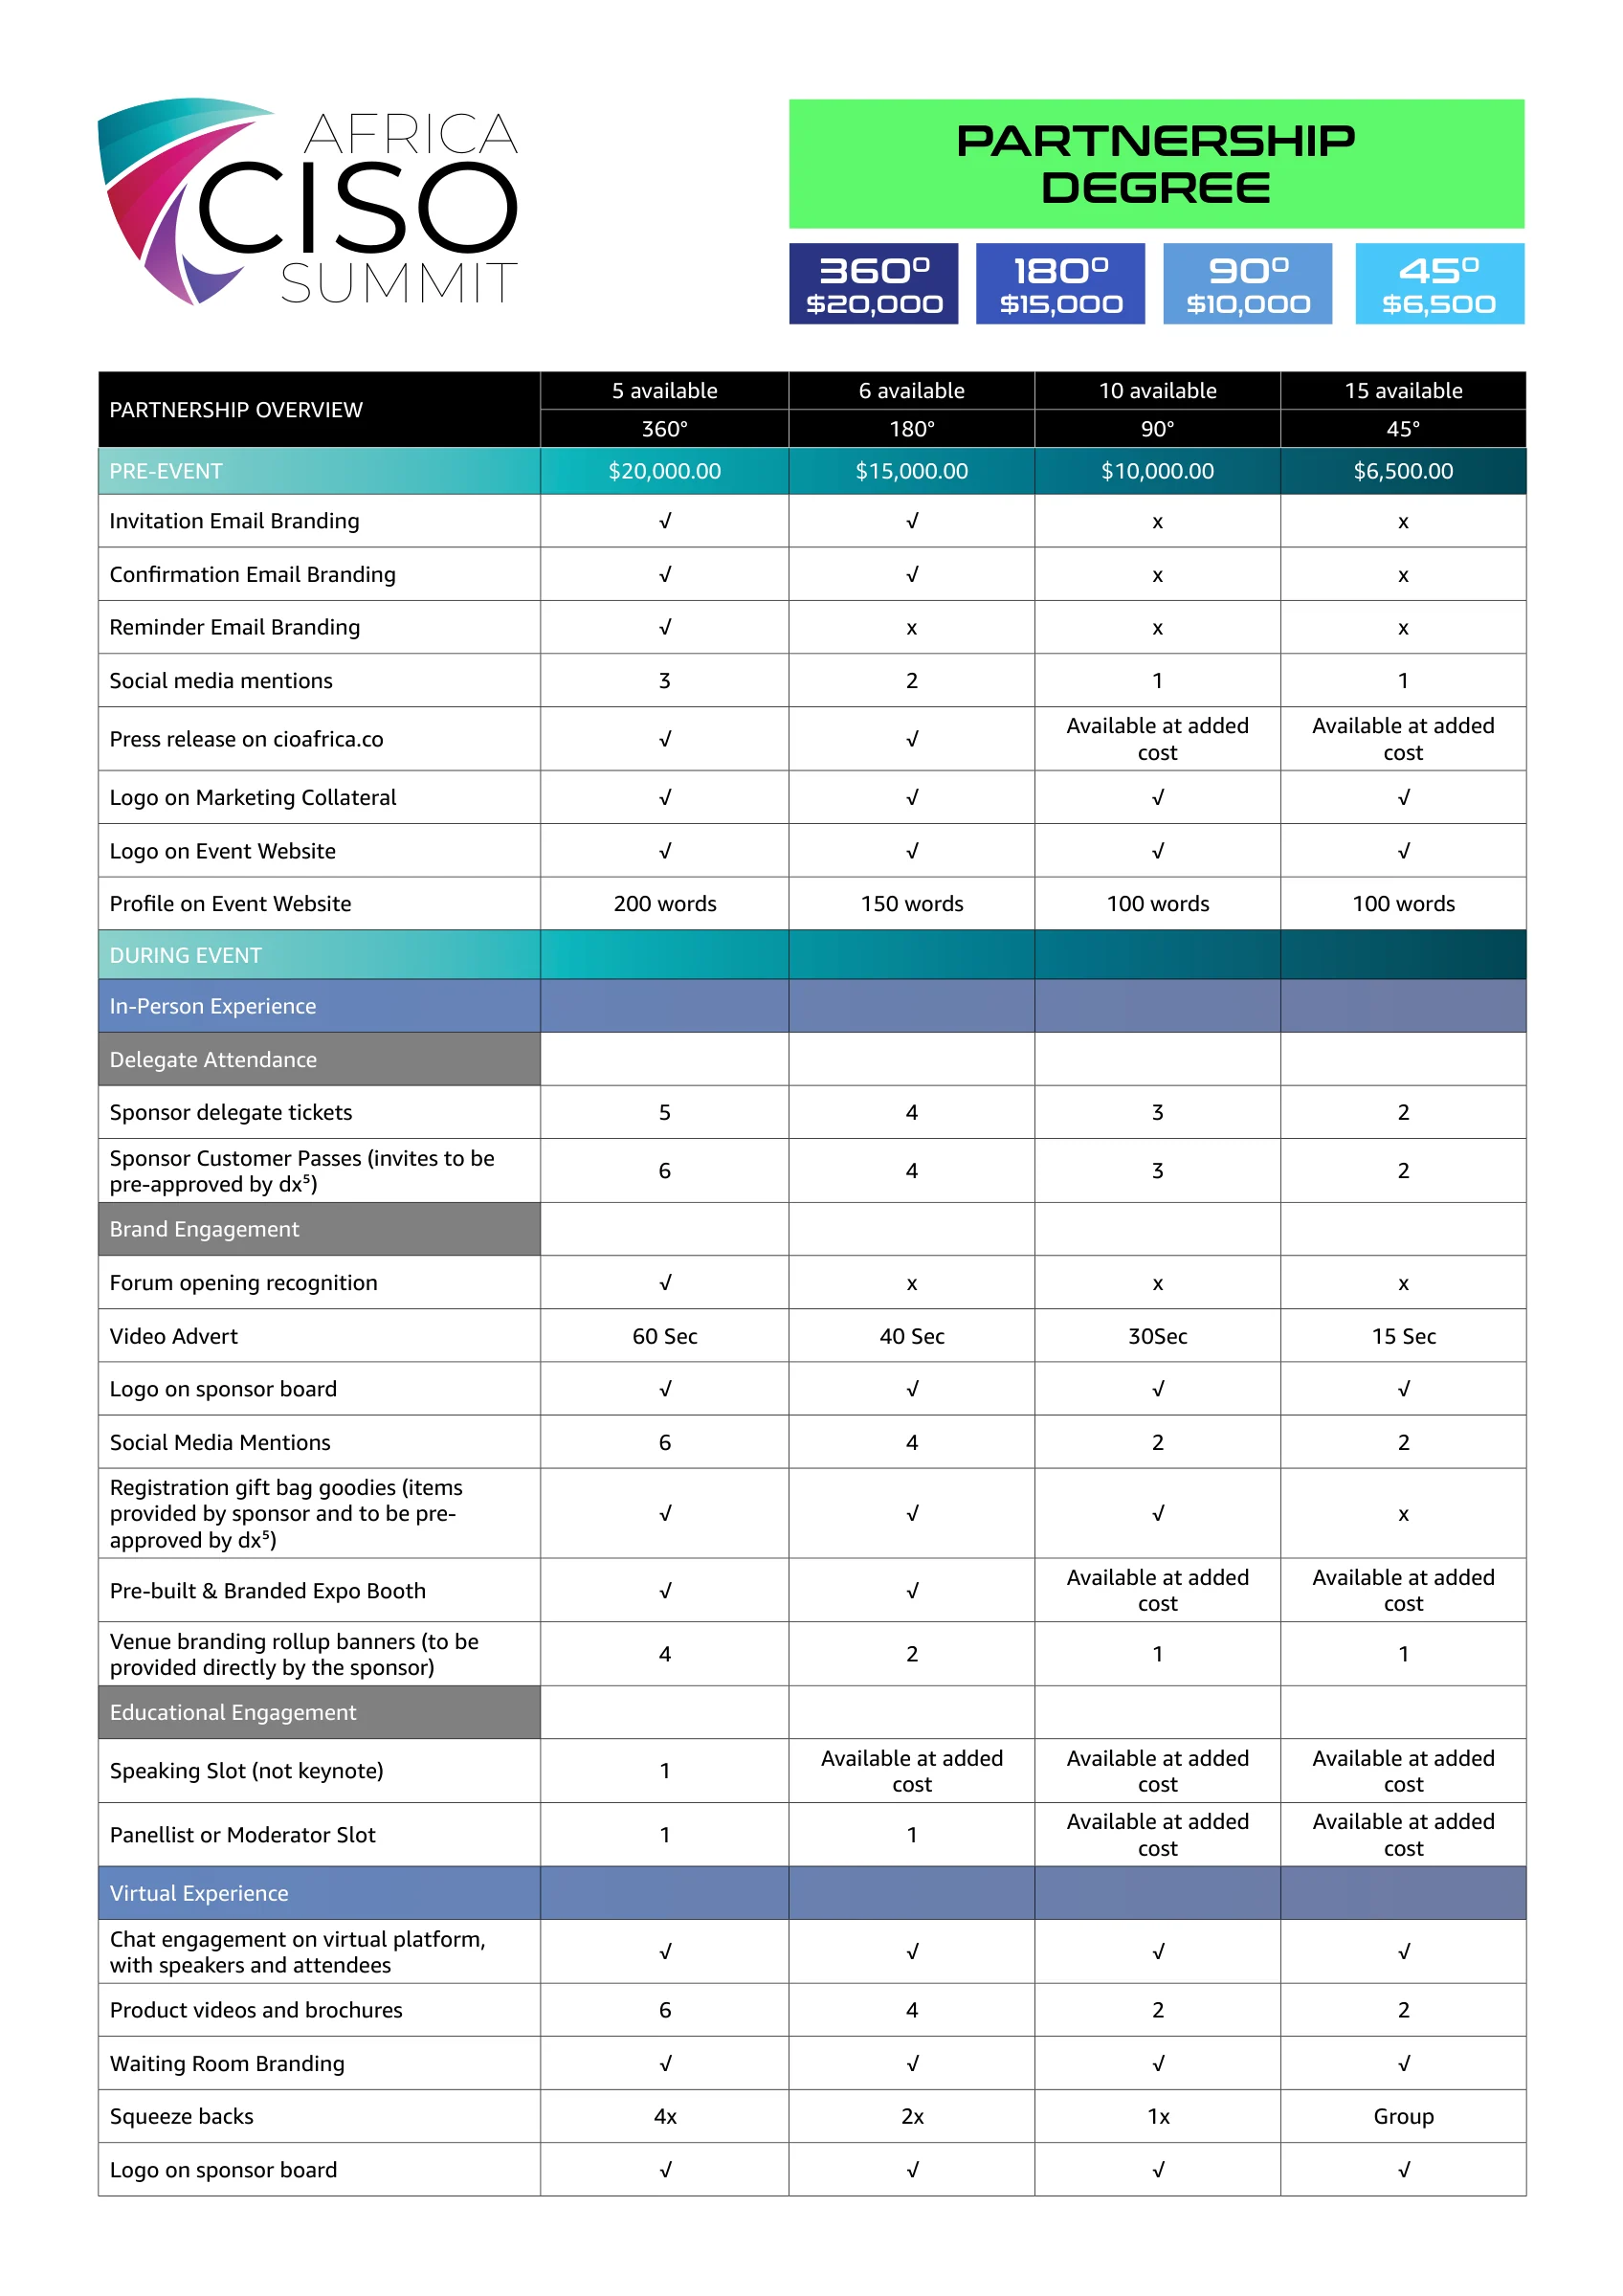 AFRICA
CISO
SUMMIT
PARTNERSHIP
DEGREE
360° 180° 90° 45°
$20,000 $15,000 $10,000 $6,500
PARTNERSHIP OVERVIEW
5 available 6 available 10 available 15 available
360° 180° 90° 45°
PRE-EVENT $20,000.00 $15,000.00 $10,000.00 $6,500.00
Invitation Email Branding √ √ x x
Confirmation Email Branding √ √ x x
Reminder Email Branding √ x x x
Social media mentions 3 2 1 1
Press release on cioafrica.co √ √ Available at added cost Available at added cost
Logo on Marketing Collateral √ √ √ √
Logo on Event Website √ √ √ √
Profile on Event Website 200 words 150 words 100 words 100 words
DURING EVENT
In-Person Experience
Delegate Attendance
Sponsor delegate tickets 5 4 3 2
Sponsor Customer Passes (invites to be
pre-approved by dx⁵) 6 4 3 2
Brand Engagement
Forum opening recognition √ x x x
Video Advert 60 Sec 40 Sec 30Sec 15 Sec
Logo on sponsor board √ √ √ √
Social Media Mentions 6 4 2 2
Registration gift bag goodies (items
provided by sponsor and to be pre-
approved by dx⁵) √ √ √ x
Pre-built & Branded Expo Booth √ √ Available at added cost Available at added cost
Venue branding rollup banners (to be
provided directly by the sponsor) 4 2 1 1
Educational Engagement
Speaking Slot (not keynote) 1 Available at added cost Available at added cost Available at added cost
Panellist or Moderator Slot 1 1 Available at added cost Available at added cost
Virtual Experience
Chat engagement on virtual platform,
with speakers and attendees √ √ √ √
Product videos and brochures 6 4 2 2
Waiting Room Branding √ √ √ √
Squeeze backs 4x 2x 1x Group
Logo on sponsor board √ √ √ √